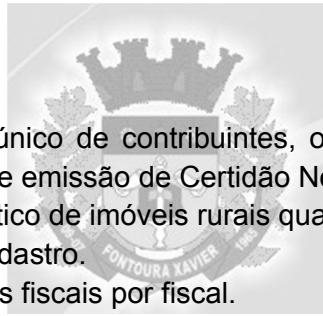 único de contribuintes, o
e emissão de Certidão Ne
tico de imóveis rurais qua
dastro.
FONTOURA XAVIER
s fiscais por fiscal.